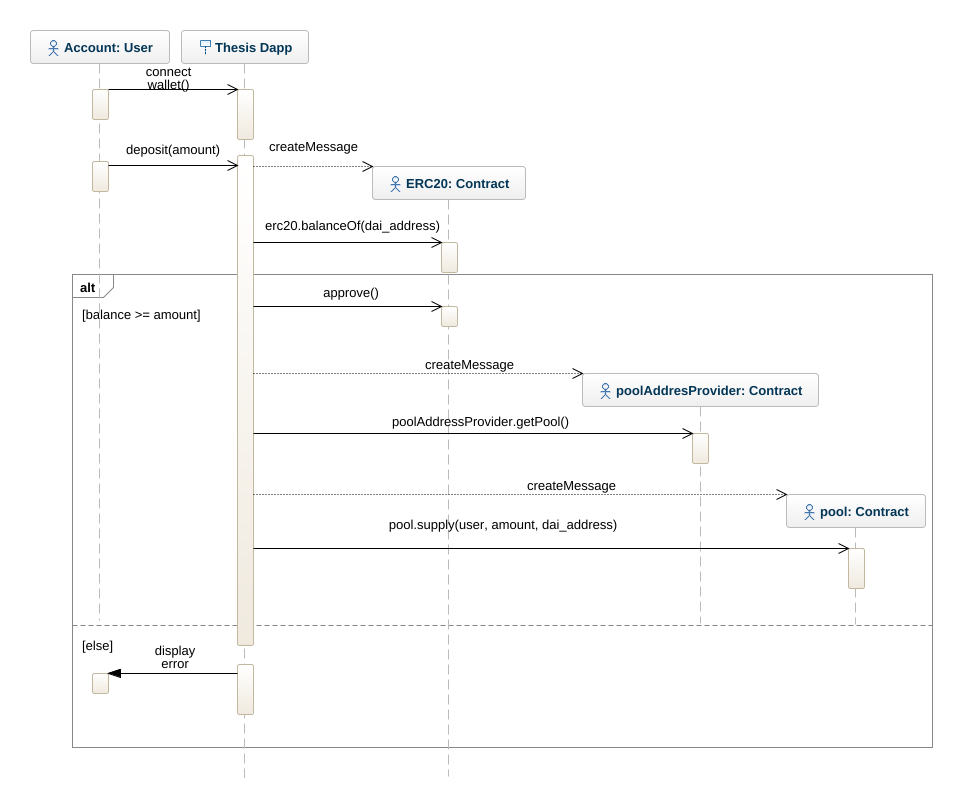 Account: User
Thesis Dapp
connect
wallet()
deposit(amount)
createMessage
ERC20: Contract
erc20.balanceOf(dai_address)
alt
approve()
[balance >= amount]
createMessage
poolAddresProvider: Contract
poolAddressProvider.getPool()
createMessage
pool: Contract
pool.supply(user, amount, dai_address)
[else]
display
error